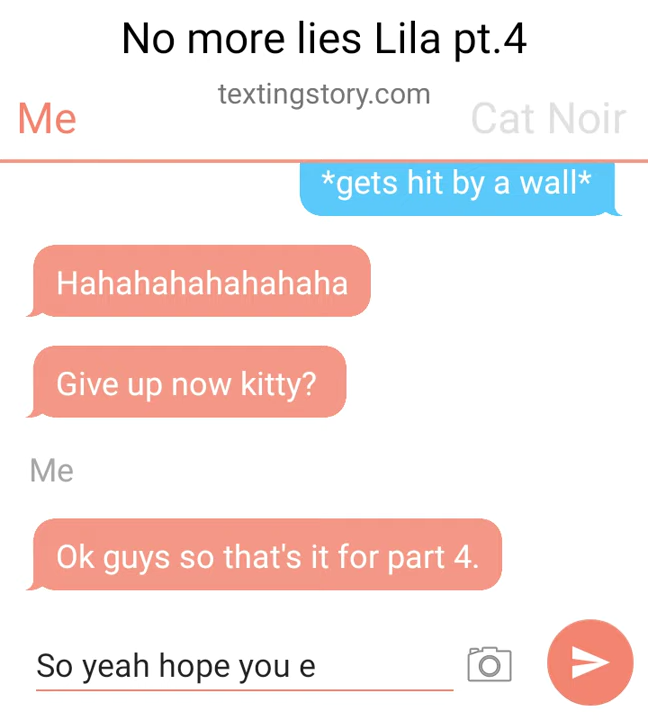 No more lies Lila pt.4
textingstory.com
Me
Cat Noir
*gets hit by a wall*
Hahahahahahahaha
Give up now kitty?
Me
Ok guys so that's it for part 4.
So yeah hope you e